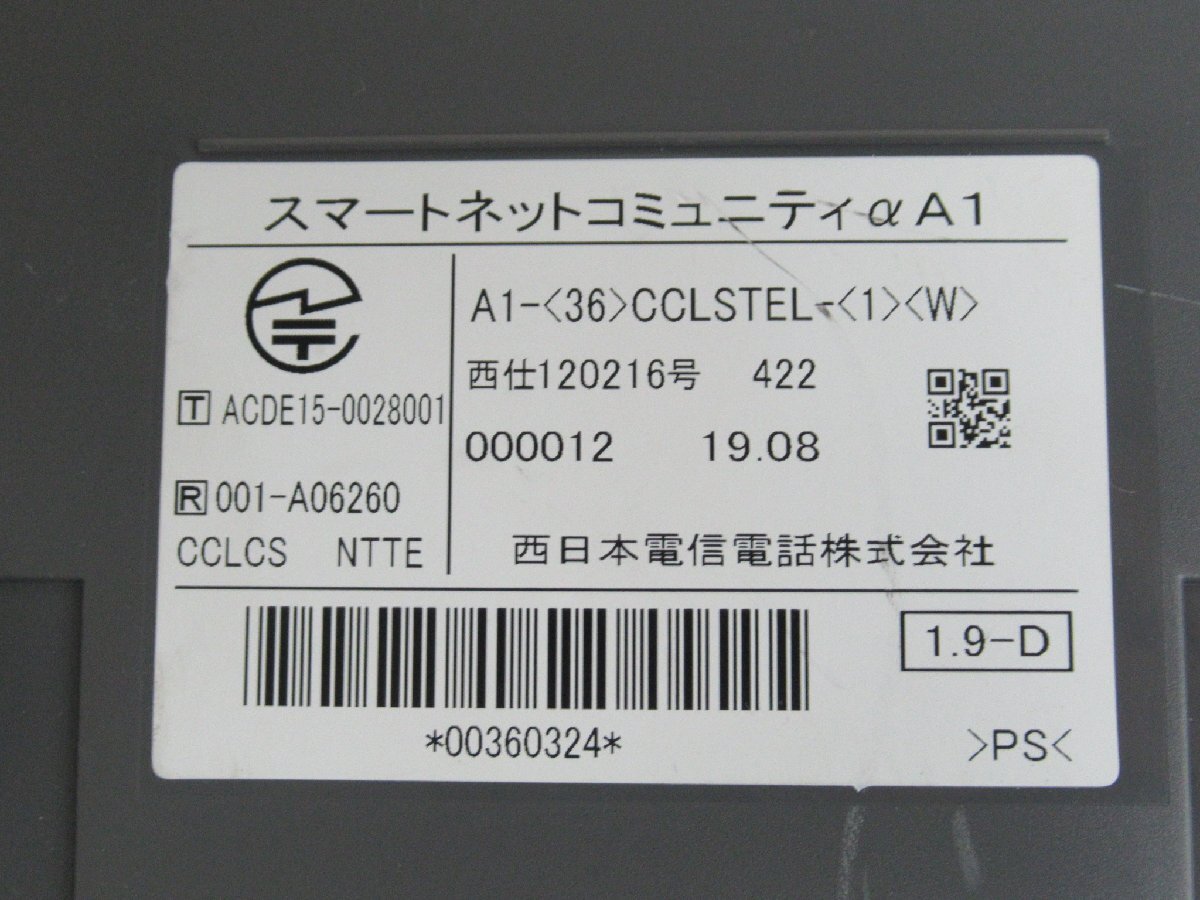 スマートネットコミュニティαA1
A1-<36>CCLSTEL-<1><W>
西仕120216号 422
T ACDE15-0028001
000012 19.08
R 001-A06260
CCLCS NTTE
西日本電信電話株式会社
1.9-D
*00360324*
>PS<